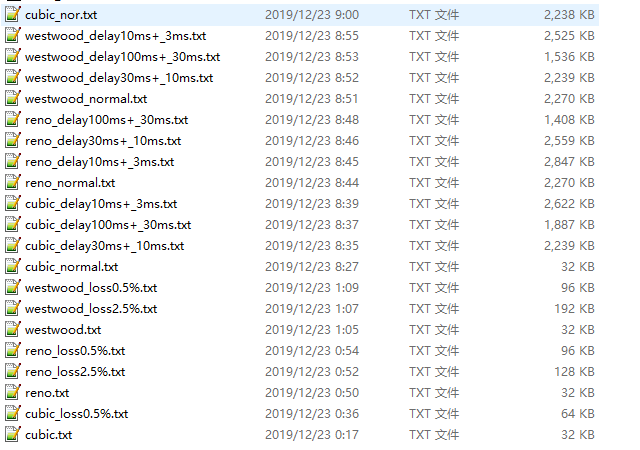 cubic_nor.txt 2019/12/23 9:00 TXT 文件 2,238 KB
westwood_delay10ms+_3ms.txt 2019/12/23 8:55 TXT 文件 2,525 KB
westwood_delay100ms+_30ms.txt 2019/12/23 8:53 TXT 文件 1,536 KB
westwood_delay30ms+_10ms.txt 2019/12/23 8:52 TXT 文件 2,239 KB
westwood_normal.txt 2019/12/23 8:51 TXT 文件 2,270 KB
reno_delay100ms+_30ms.txt 2019/12/23 8:48 TXT 文件 1,408 KB
reno_delay30ms+_10ms.txt 2019/12/23 8:46 TXT 文件 2,559 KB
reno_delay10ms+_3ms.txt 2019/12/23 8:45 TXT 文件 2,847 KB
reno_normal.txt 2019/12/23 8:44 TXT 文件 2,270 KB
cubic_delay10ms+_3ms.txt 2019/12/23 8:39 TXT 文件 2,622 KB
cubic_delay100ms+_30ms.txt 2019/12/23 8:37 TXT 文件 1,887 KB
cubic_delay30ms+_10ms.txt 2019/12/23 8:35 TXT 文件 2,239 KB
cubic_normal.txt 2019/12/23 8:27 TXT 文件 32 KB
westwood_loss0.5%.txt 2019/12/23 1:09 TXT 文件 96 KB
westwood_loss2.5%.txt 2019/12/23 1:07 TXT 文件 192 KB
westwood.txt 2019/12/23 1:05 TXT 文件 32 KB
reno_loss0.5%.txt 2019/12/23 0:54 TXT 文件 96 KB
reno_loss2.5%.txt 2019/12/23 0:52 TXT 文件 128 KB
reno.txt 2019/12/23 0:50 TXT 文件 32 KB
cubic_loss0.5%.txt 2019/12/23 0:36 TXT 文件 64 KB
cubic.txt 2019/12/23 0:17 TXT 文件 32 KB